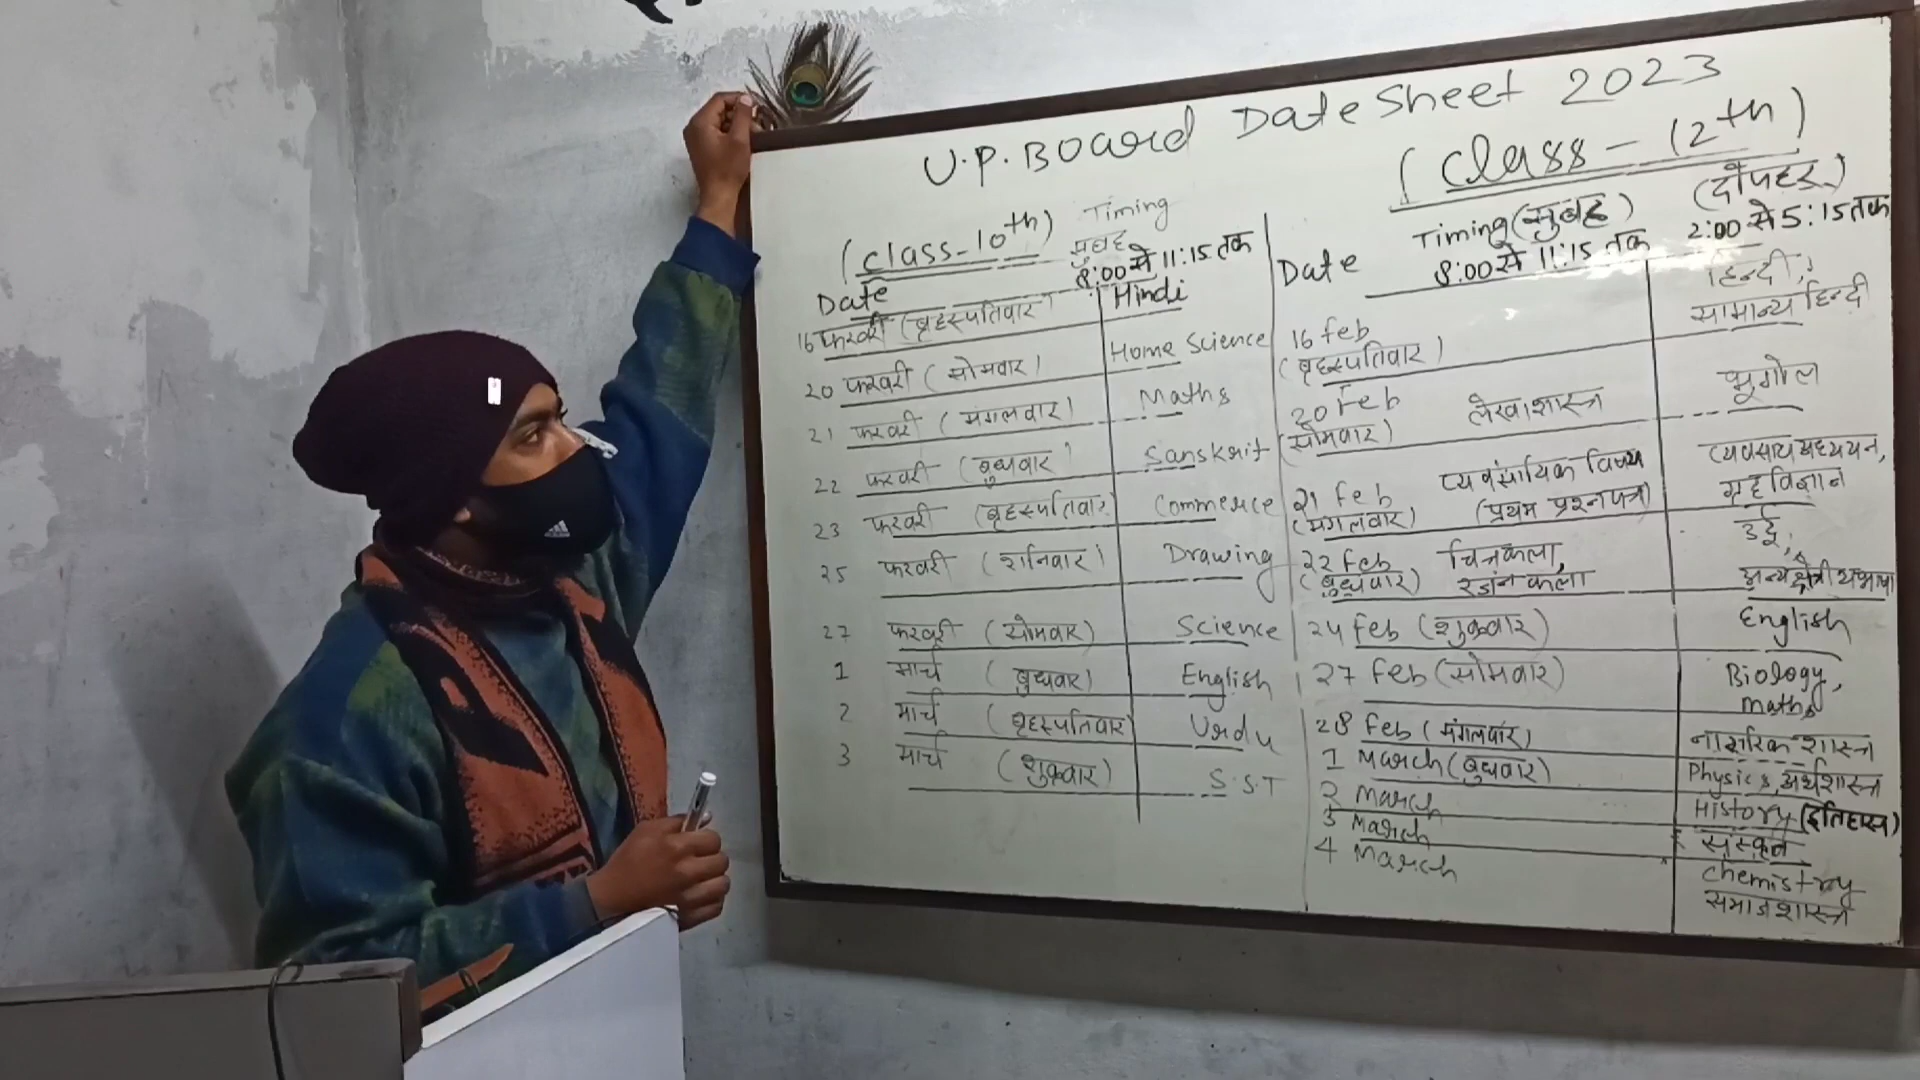 U.P. Board Date Sheet 2023
(Class-10th) Timing
सुबह
8:00 से 11:15 तक
Date
16 फरवरी (बृहस्पतिवार) Hindi
20 फरवरी (सोमवार) Home Science
21 फरवरी (मंगलवार) Maths
22 फरवरी (बुधवार) Sanskrit
23 फरवरी (बृहस्पतिवार) Commerce
25 फरवरी (शनिवार) Drawing
27 फरवरी (सोमवार) Science
1 मार्च (बुधवार) English
2 मार्च (बृहस्पतिवार) Urdu
3 मार्च (शुक्रवार) S.S.T
(Class - 12th)
Timing (सुबह) (दोपहर)
Date 8:00 से 11:15 तक 2:00 से 5:15 तक
16 Feb हिन्दी,
(बृहस्पतिवार) सामान्य हिन्दी
20 Feb लेखाशास्त्र भूगोल
(सोमवार)
21 Feb व्यवसायिक विषय व्यवसाय अध्ययन,
(मंगलवार) (प्रथम प्रश्नपत्र) गृहविज्ञान
22 Feb चित्रकला, उर्दू,
(बुधवार) रंजनकला अन्य क्षेत्रीय भाषा
24 Feb (शुक्रवार) English
27 Feb (सोमवार) Biology,
Maths
28 Feb (मंगलवार) नागरिक शास्त्र
1 March (बुधवार) Physics, अर्थशास्त्र
2 March History (इतिहास)
3 March संस्कृत
4 March Chemistry
समाजशास्त्र